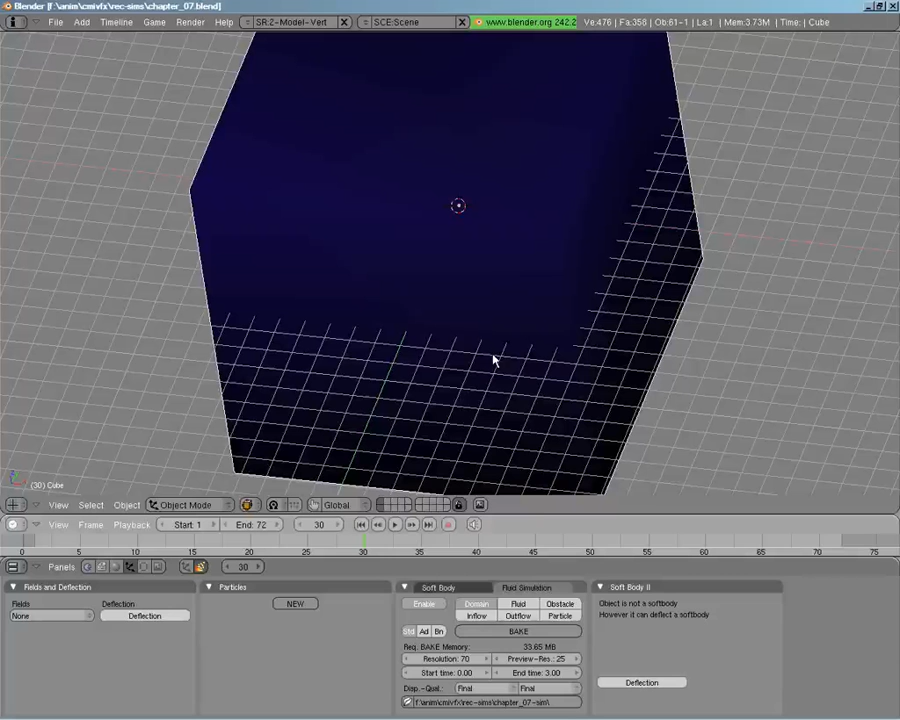 Blender [f:\anim\cmivfx\rec-sims\chapter_07.blend]
File Add Timeline Game Render Help SR:2-Model-Vert SCE:Scene www.blender.org 242.2 Ve:476 | Fa:358 | Ob:61-1 | La:1 | Mem:3.73M | Time: | Cube
(30) Cube
View Select Object Object Mode Global
View Frame Playback Start 1 End: 72 30
0 5 10 15 20 25 30 35 40 45 50 55 60 65 70 75
Panels 30
Fields and Deflection Particles Soft Body Fluid Simulation Soft Body II
Fields Deflection NEW Enable Domain Fluid Obstacle Object is not a softbody
None Deflection Inflow Outflow Particle However it can deflect a softbody
Std Ad Bn BAKE
Req. BAKE Memory: 33.65 MB
Resolution: 70 Preview-Res.: 25
Start time: 0.00 End time: 3.00 Deflection
Disp.-Qual.: Final Final
f:\anim\cmivfx\rec-sims\chapter_07-sim\